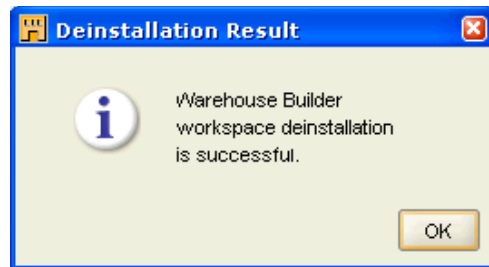 Deinstallation Result
Warehouse Builder
workspace deinstallation
is successful.
OK